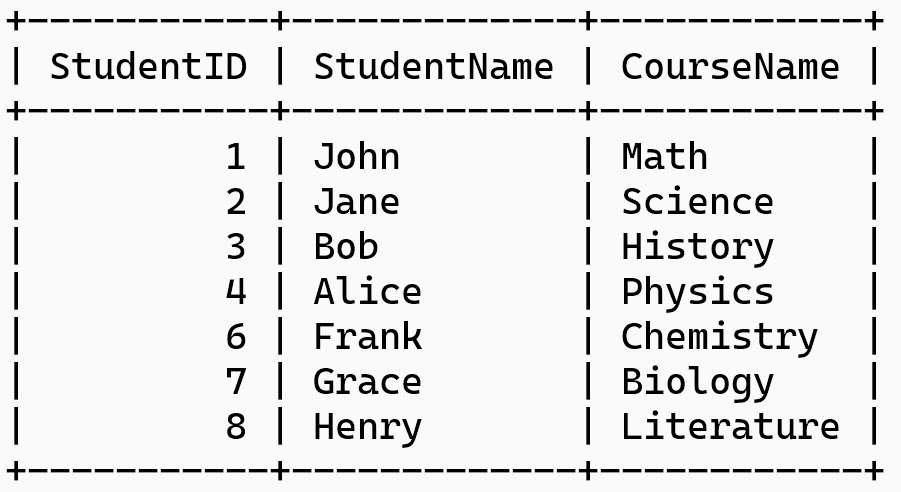 +------------+--------------+------------+
| StudentID | StudentName | CourseName |
+------------+--------------+------------+
|         1 | John        | Math       |
|         2 | Jane        | Science    |
|         3 | Bob         | History    |
|         4 | Alice       | Physics    |
|         6 | Frank       | Chemistry  |
|         7 | Grace       | Biology    |
|         8 | Henry       | Literature |
+------------+--------------+------------+